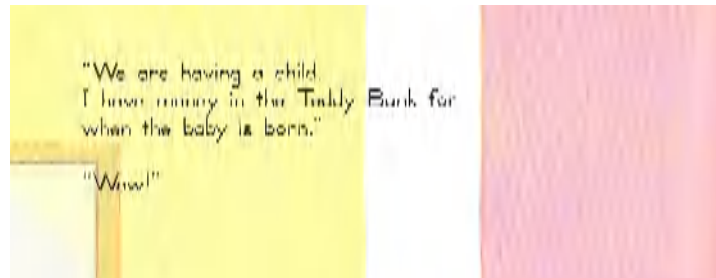 "We are having a child.
I have money in the Teddy Bank for
when the baby is born."
"Wow!"